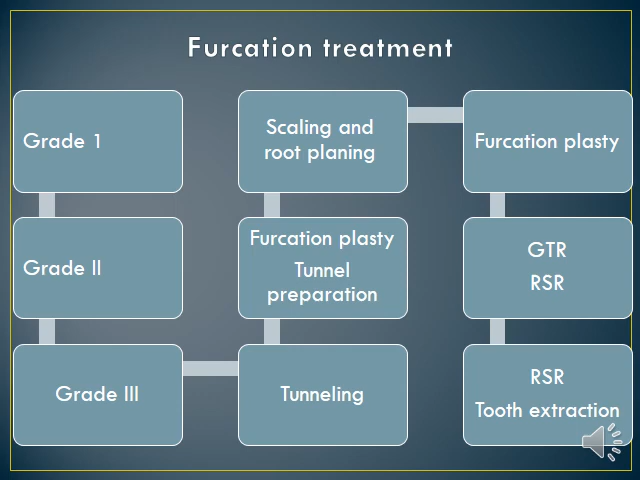 Furcation treatment
Grade 1
Scaling and
root planing
Furcation plasty
Grade II
Furcation plasty
Tunnel
preparation
GTR
RSR
Grade III
Tunneling
RSR
Tooth extraction